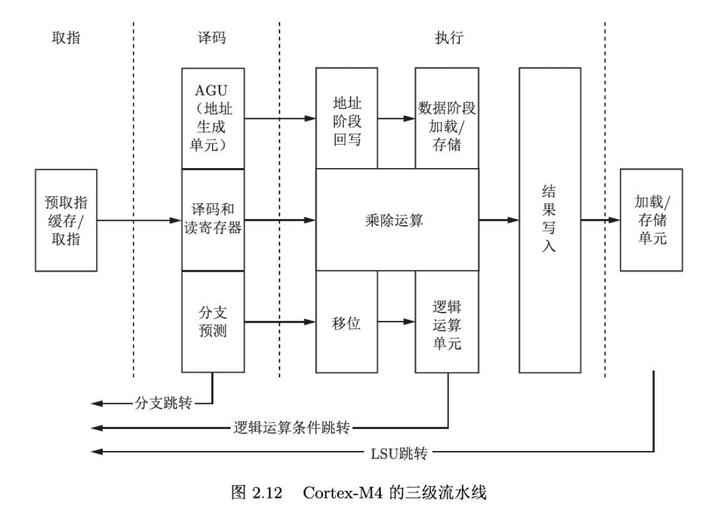 取指
译码
执行
AGU
（地址
生成
单元）
地址
阶段
回写
数据阶段
加载/
存储
预取指
缓存/
取指
译码和
读寄存器
乘除运算
结
果
写
入
加载/
存储
单元
分支
预测
移位
逻辑
运算
单元
分支跳转
逻辑运算条件跳转
LSU跳转
图 2.12 Cortex-M4 的三级流水线